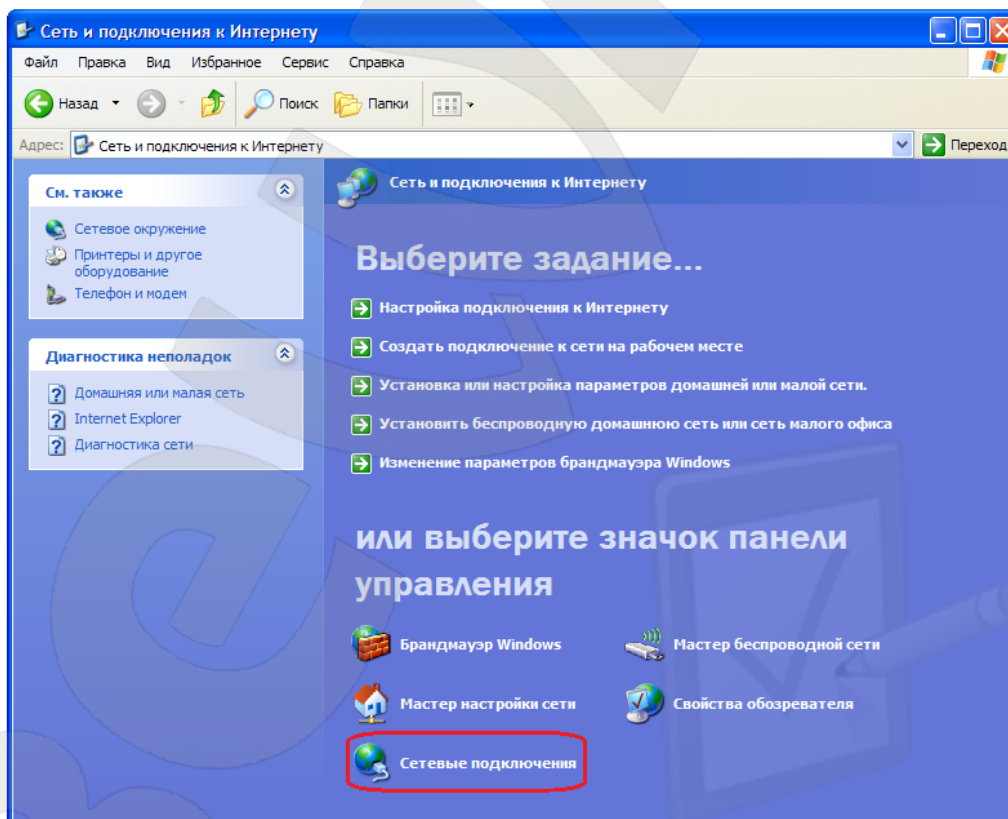 Сеть и подключения к Интернету
Файл Правка Вид Избранное Сервис Справка
Назад Поиск Папки
Адрес: Сеть и подключения к Интернету Переход
См. также
Сетевое окружение
Принтеры и другое
оборудование
Телефон и модем
Диагностика неполадок
Домашняя или малая сеть
Internet Explorer
Диагностика сети
Сеть и подключения к Интернету
Выберите задание...
Настройка подключения к Интернету
Создать подключение к сети на рабочем месте
Установка или настройка параметров домашней или малой сети.
Установить беспроводную домашнюю сеть или сеть малого офиса
Изменение параметров брандмауэра Windows
или выберите значок панели
управления
Брандмауэр Windows Мастер беспроводной сети
Мастер настройки сети Свойства обозревателя
Сетевые подключения